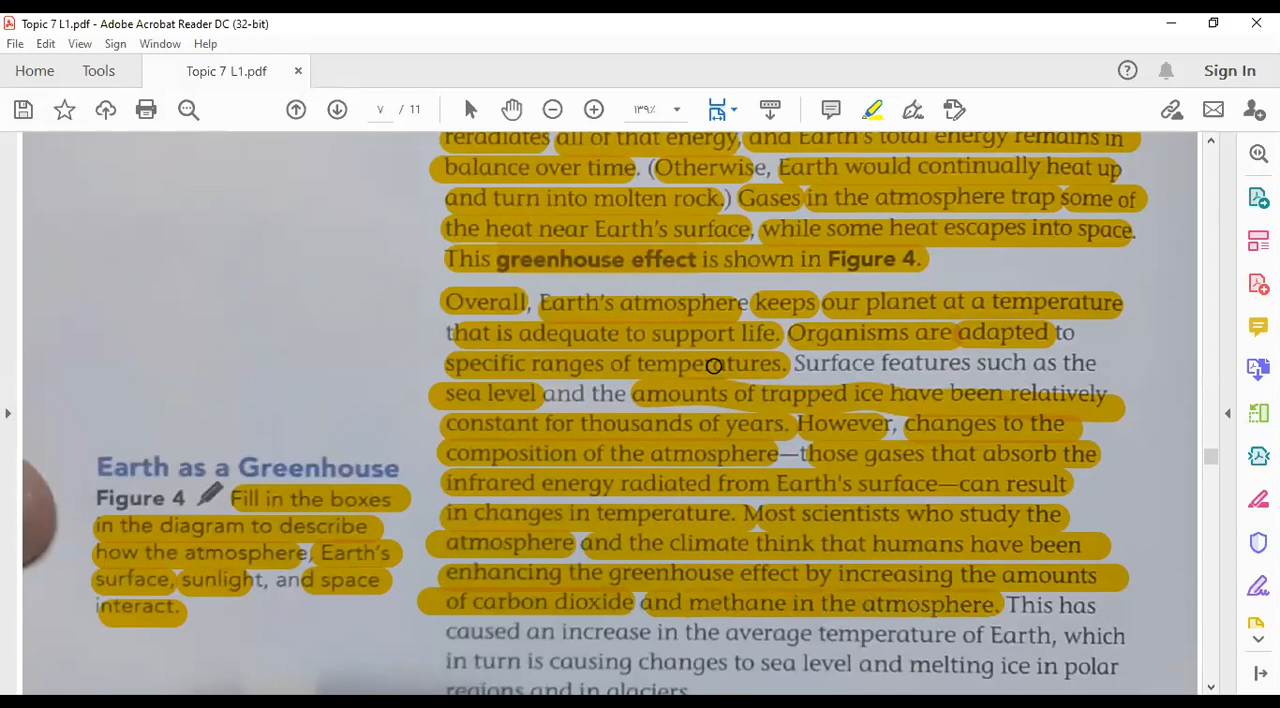 Topic 7 L1.pdf - Adobe Acrobat Reader DC (32-bit)
File Edit View Sign Window Help
Home Tools Topic 7 L1.pdf × Sign In
٧ / 11 ١٣٩٪
reradiates all of that energy, and Earth's total energy remains in
balance over time. (Otherwise, Earth would continually heat up
and turn into molten rock.) Gases in the atmosphere trap some of
the heat near Earth's surface, while some heat escapes into space.
This greenhouse effect is shown in Figure 4.
Overall, Earth's atmosphere keeps our planet at a temperature
that is adequate to support life. Organisms are adapted to
specific ranges of temperatures. Surface features such as the
sea level and the amounts of trapped ice have been relatively
constant for thousands of years. However, changes to the
composition of the atmosphere—those gases that absorb the
infrared energy radiated from Earth's surface—can result
in changes in temperature. Most scientists who study the
atmosphere and the climate think that humans have been
enhancing the greenhouse effect by increasing the amounts
of carbon dioxide and methane in the atmosphere. This has
caused an increase in the average temperature of Earth, which
in turn is causing changes to sea level and melting ice in polar
regions and in glaciers.
Earth as a Greenhouse
Figure 4 Fill in the boxes
in the diagram to describe
how the atmosphere, Earth's
surface, sunlight, and space
interact.